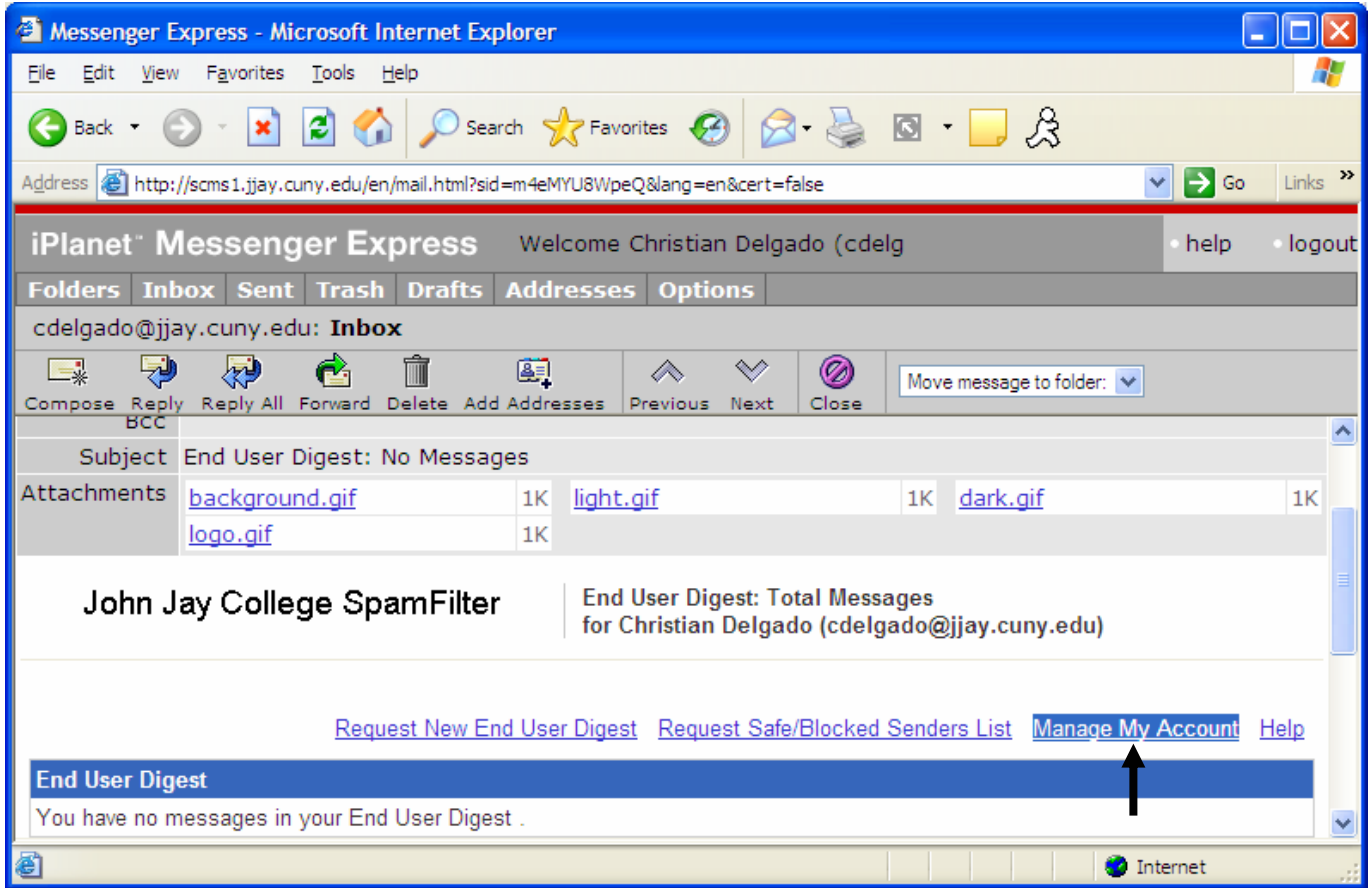 Messenger Express - Microsoft Internet Explorer
File Edit View Favorites Tools Help
Back Search Favorites
Address http://scms1.jjay.cuny.edu/en/mail.html?sid=m4eMYU8WpeQ&lang=en&cert=false Go Links »
iPlanet™ Messenger Express Welcome Christian Delgado (cdelg help logout
Folders Inbox Sent Trash Drafts Addresses Options
cdelgado@jjay.cuny.edu: Inbox
Compose Reply Reply All Forward Delete Add Addresses Previous Next Close Move message to folder:
Bcc
Subject End User Digest: No Messages
Attachments background.gif 1K light.gif 1K dark.gif 1K
logo.gif 1K
John Jay College SpamFilter End User Digest: Total Messages
for Christian Delgado (cdelgado@jjay.cuny.edu)
Request New End User Digest Request Safe/Blocked Senders List Manage My Account Help
End User Digest
You have no messages in your End User Digest .
Internet